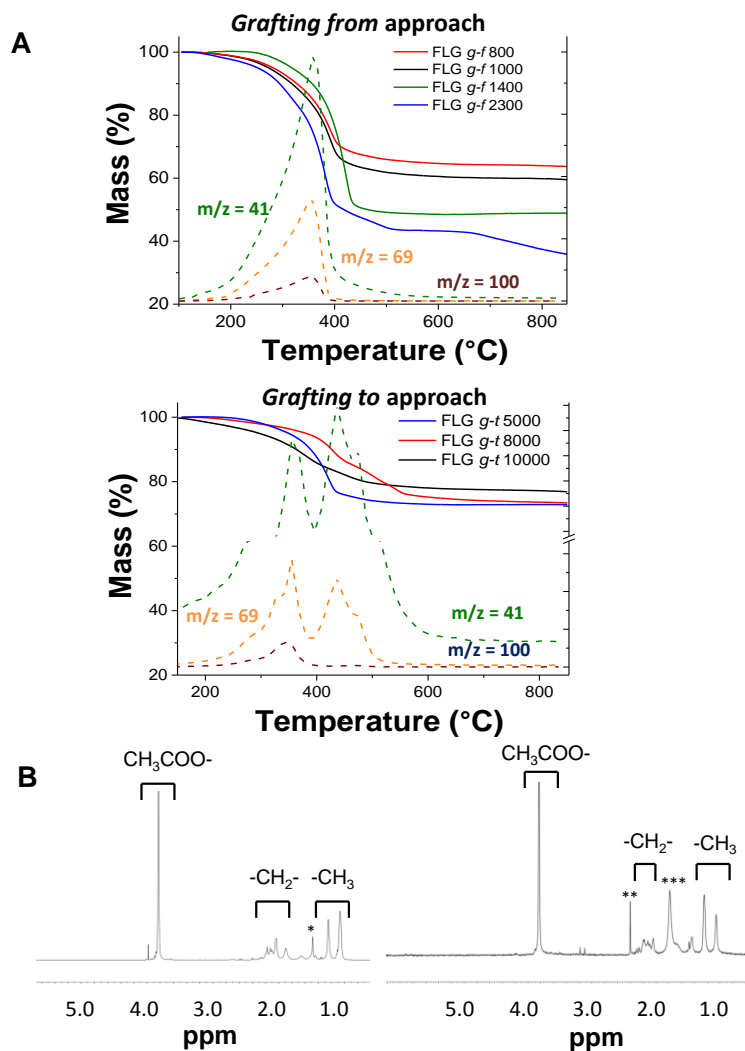 A
Grafting from approach
FLG g-f 800
FLG g-f 1000
FLG g-f 1400
FLG g-f 2300
100
80
60
40
20
Mass (%)
m/z = 41
m/z = 69
m/z = 100
200 400 600 800
Temperature (°C)
Grafting to approach
FLG g-t 5000
FLG g-t 8000
FLG g-t 10000
100
80
60
40
20
Mass (%)
m/z = 69
m/z = 41
m/z = 100
200 400 600 800
Temperature (°C)
B
CH₃COO-
-CH₂-
-CH₃
*
5.0 4.0 3.0 2.0 1.0
ppm
CH₃COO-
-CH₂-
-CH₃
**
***
5.0 4.0 3.0 2.0 1.0
ppm